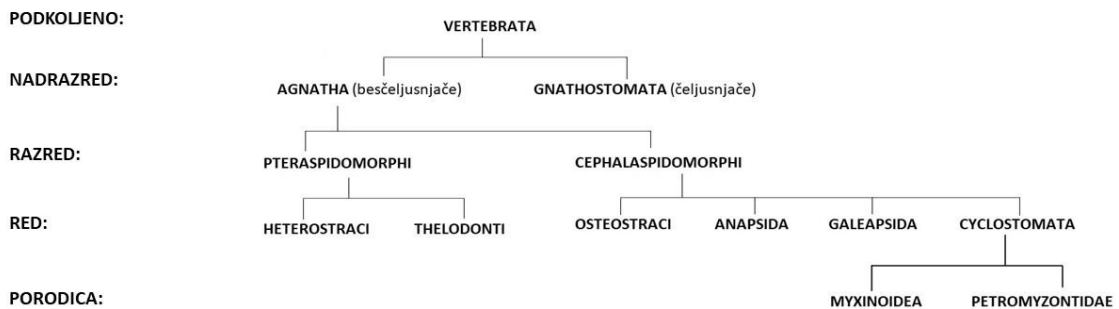 PODKOLJENO:
VERTEBRATA
NADRAZRED:
AGNATHA (besčeljusnjače) GNATHOSTOMATA (čeljusnjače)
RAZRED:
PTERASPIDOMORPHI CEPHALASPIDOMORPHI
RED:
HETEROSTRACI THELODONTI OSTEOSTRACI ANAPSIDA GALEAPSIDA CYCLOSTOMATA
PORODICA:
MYXINOIDEA PETROMYZONTIDAE